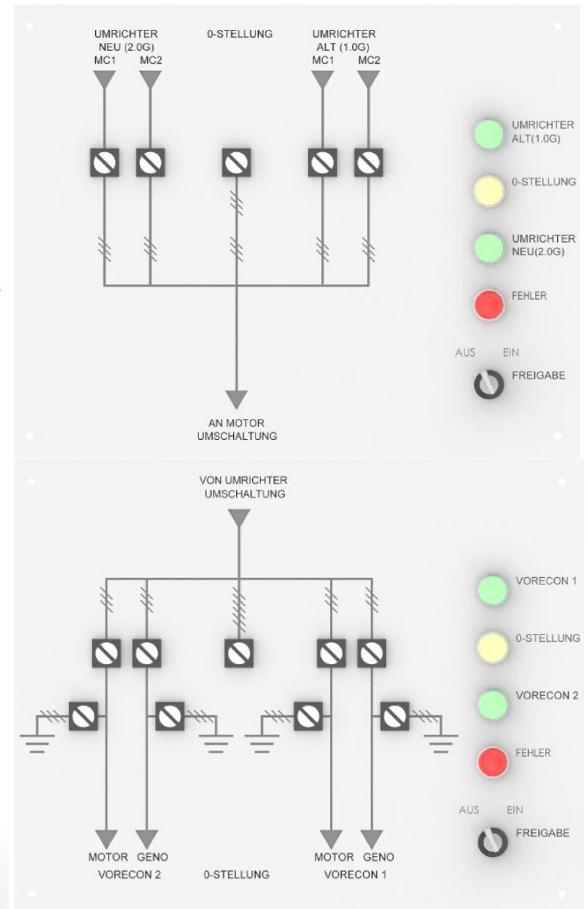 UMRICHTER
NEU (2.0G)
MC1 MC2
0-STELLUNG
UMRICHTER
ALT (1.0G)
MC1 MC2
UMRICHTER
ALT(1.0G)
0-STELLUNG
UMRICHTER
NEU(2.0G)
FEHLER
AUS EIN
FREIGABE
AN MOTOR
UMSCHALTUNG
VON UMRICHTER
UMSCHALTUNG
VORECON 1
0-STELLUNG
VORECON 2
FEHLER
AUS EIN
FREIGABE
MOTOR GENO
VORECON 2
0-STELLUNG
MOTOR GENO
VORECON 1